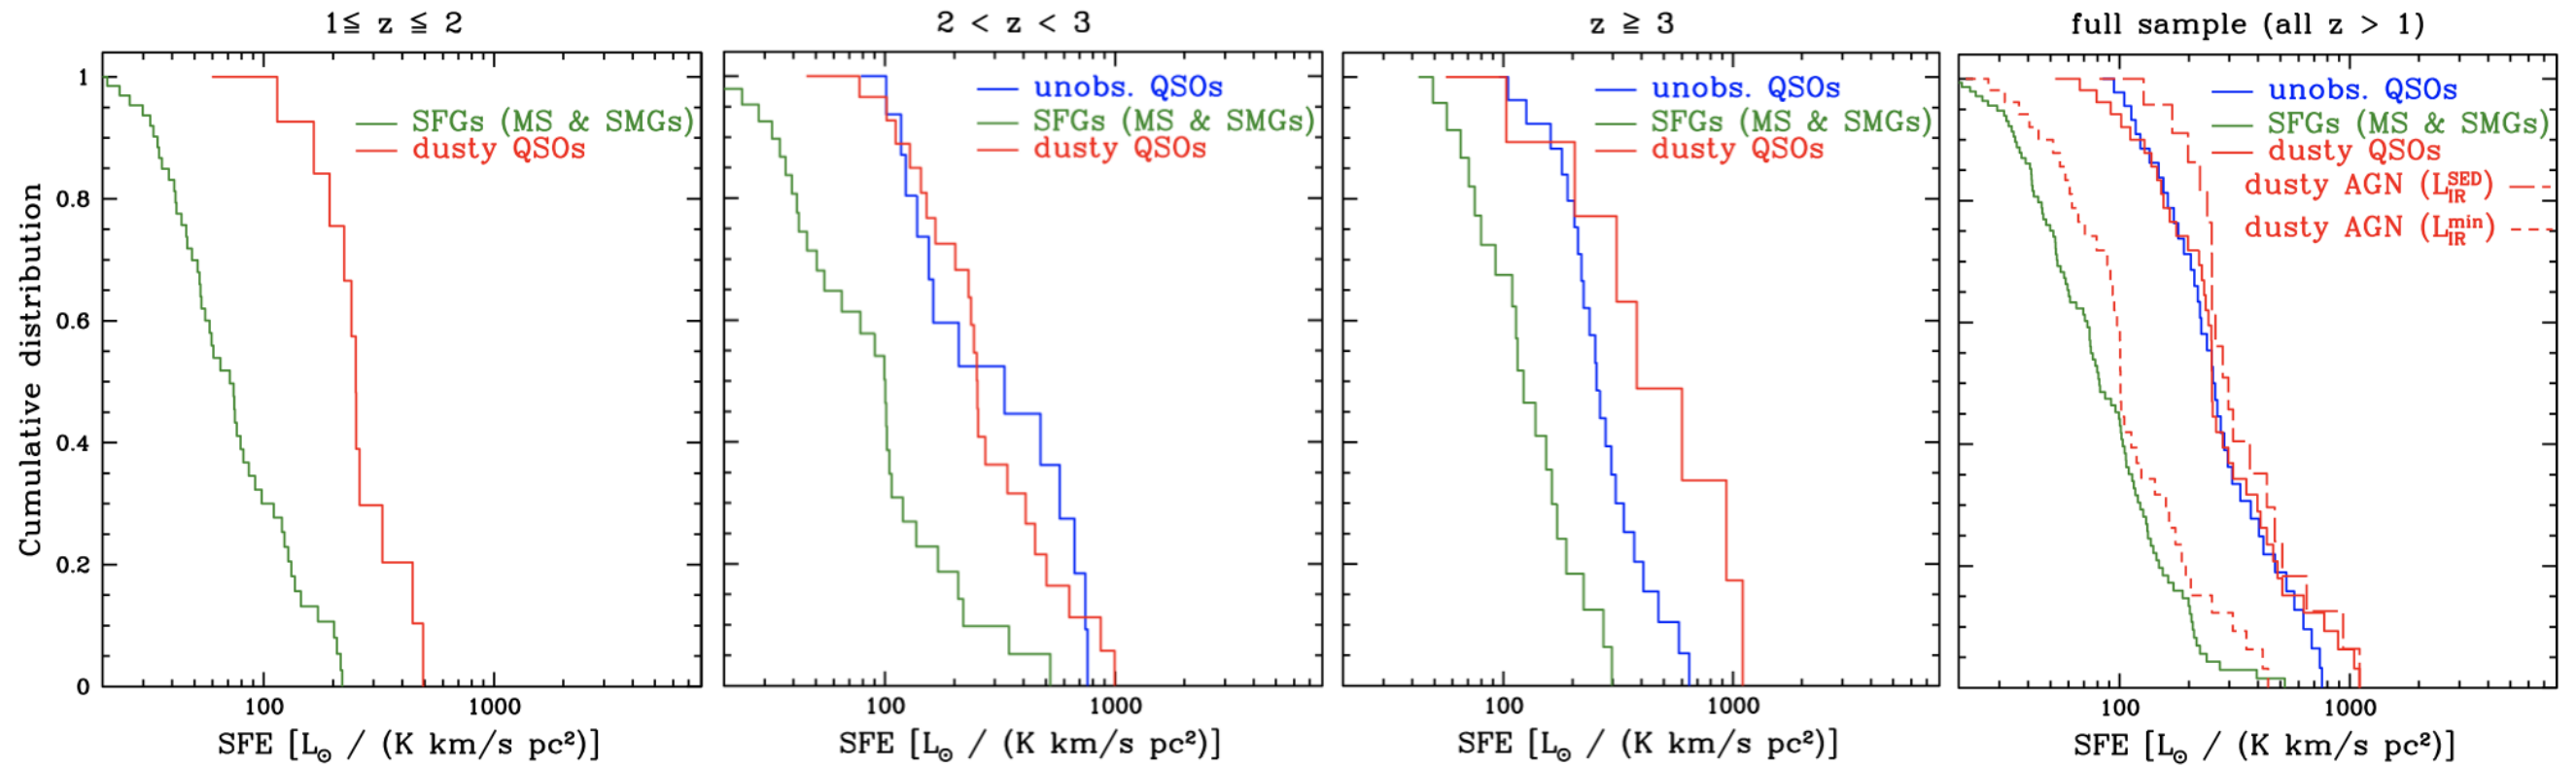 1≦ z ≦ 2
2 < z < 3
z ≧ 3
full sample (all z > 1)
Cumulative distribution
1
0.8
0.6
0.4
0.2
0
SFGs (MS & SMGs)
dusty QSOs
100 1000
SFE [L⊙ / (K km/s pc²)]
unobs. QSOs
SFGs (MS & SMGs)
dusty QSOs
100 1000
SFE [L⊙ / (K km/s pc²)]
unobs. QSOs
SFGs (MS & SMGs)
dusty QSOs
100 1000
SFE [L⊙ / (K km/s pc²)]
unobs. QSOs
SFGs (MS & SMGs)
dusty QSOs
dusty AGN (L_IR^SED)
dusty AGN (L_IR^min)
100 1000
SFE [L⊙ / (K km/s pc²)]